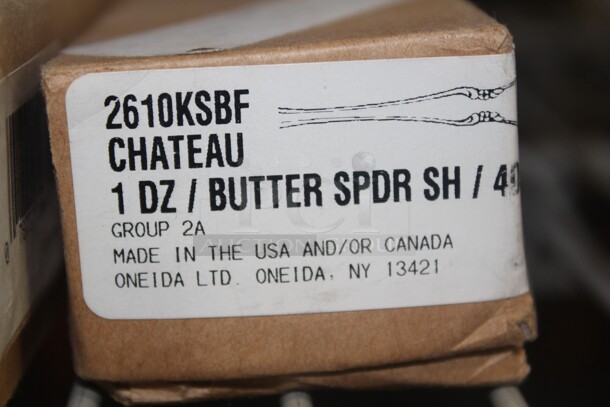 2610KSBF
CHATEAU
1 DZ / BUTTER SPDR SH / 4
GROUP 2A
MADE IN THE USA AND/OR CANADA
ONEIDA LTD. ONEIDA, NY 13421